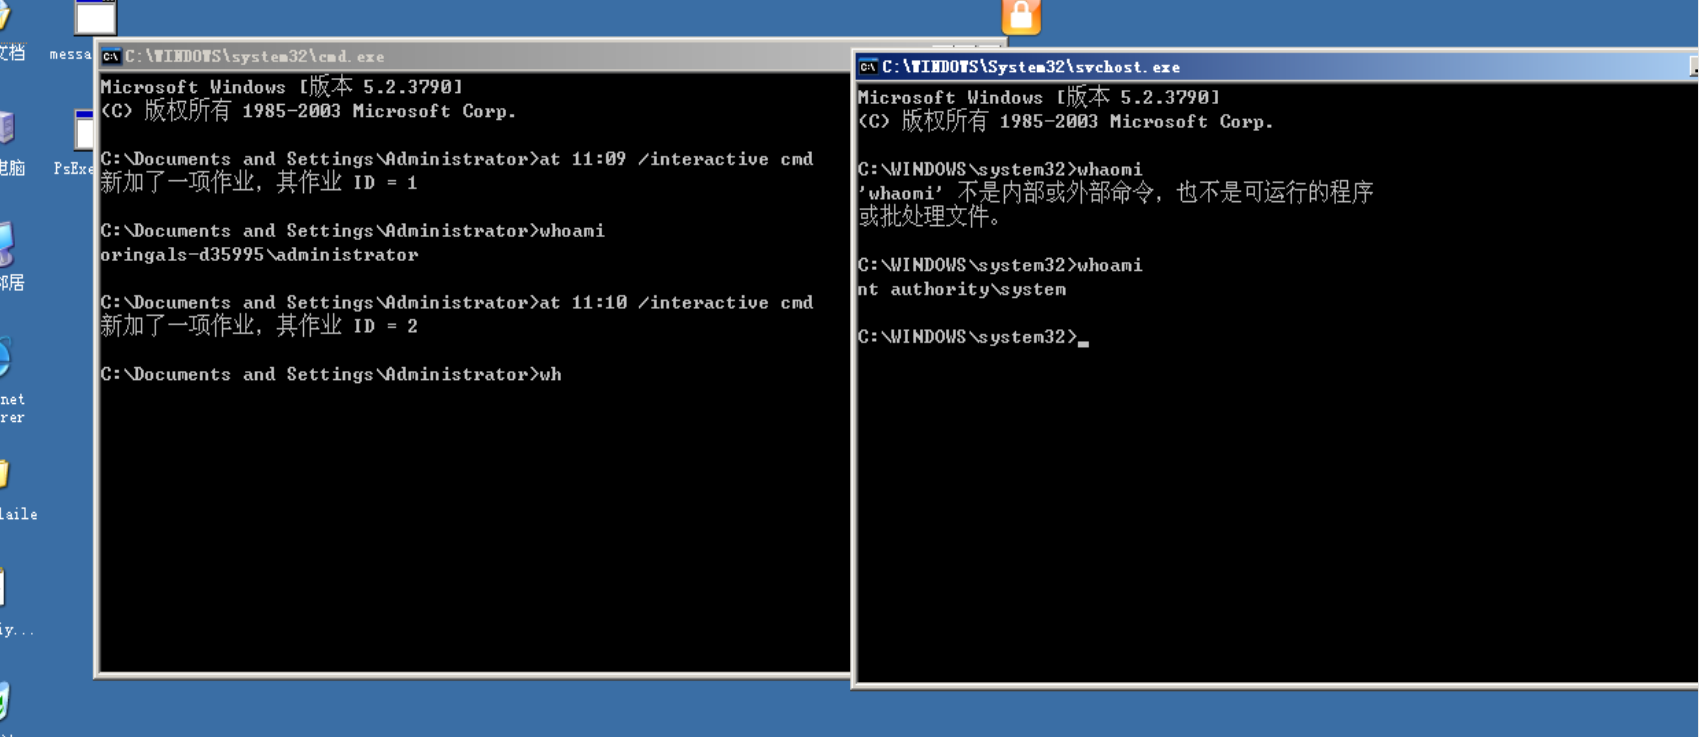 文档
messa
电脑
PsExe
邻居
net
rer
laile
iy...
C:\WINDOWS\system32\cmd.exe
Microsoft Windows [版本 5.2.3790]
(C) 版权所有 1985-2003 Microsoft Corp.
C:\Documents and Settings\Administrator>at 11:09 /interactive cmd
新加了一项作业，其作业 ID = 1
C:\Documents and Settings\Administrator>whoami
oringals-d35995\administrator
C:\Documents and Settings\Administrator>at 11:10 /interactive cmd
新加了一项作业，其作业 ID = 2
C:\Documents and Settings\Administrator>wh
C:\WINDOWS\System32\svchost.exe
Microsoft Windows [版本 5.2.3790]
(C) 版权所有 1985-2003 Microsoft Corp.
C:\WINDOWS\system32>whaomi
'whaomi' 不是内部或外部命令，也不是可运行的程序
或批处理文件。
C:\WINDOWS\system32>whoami
nt authority\system
C:\WINDOWS\system32>